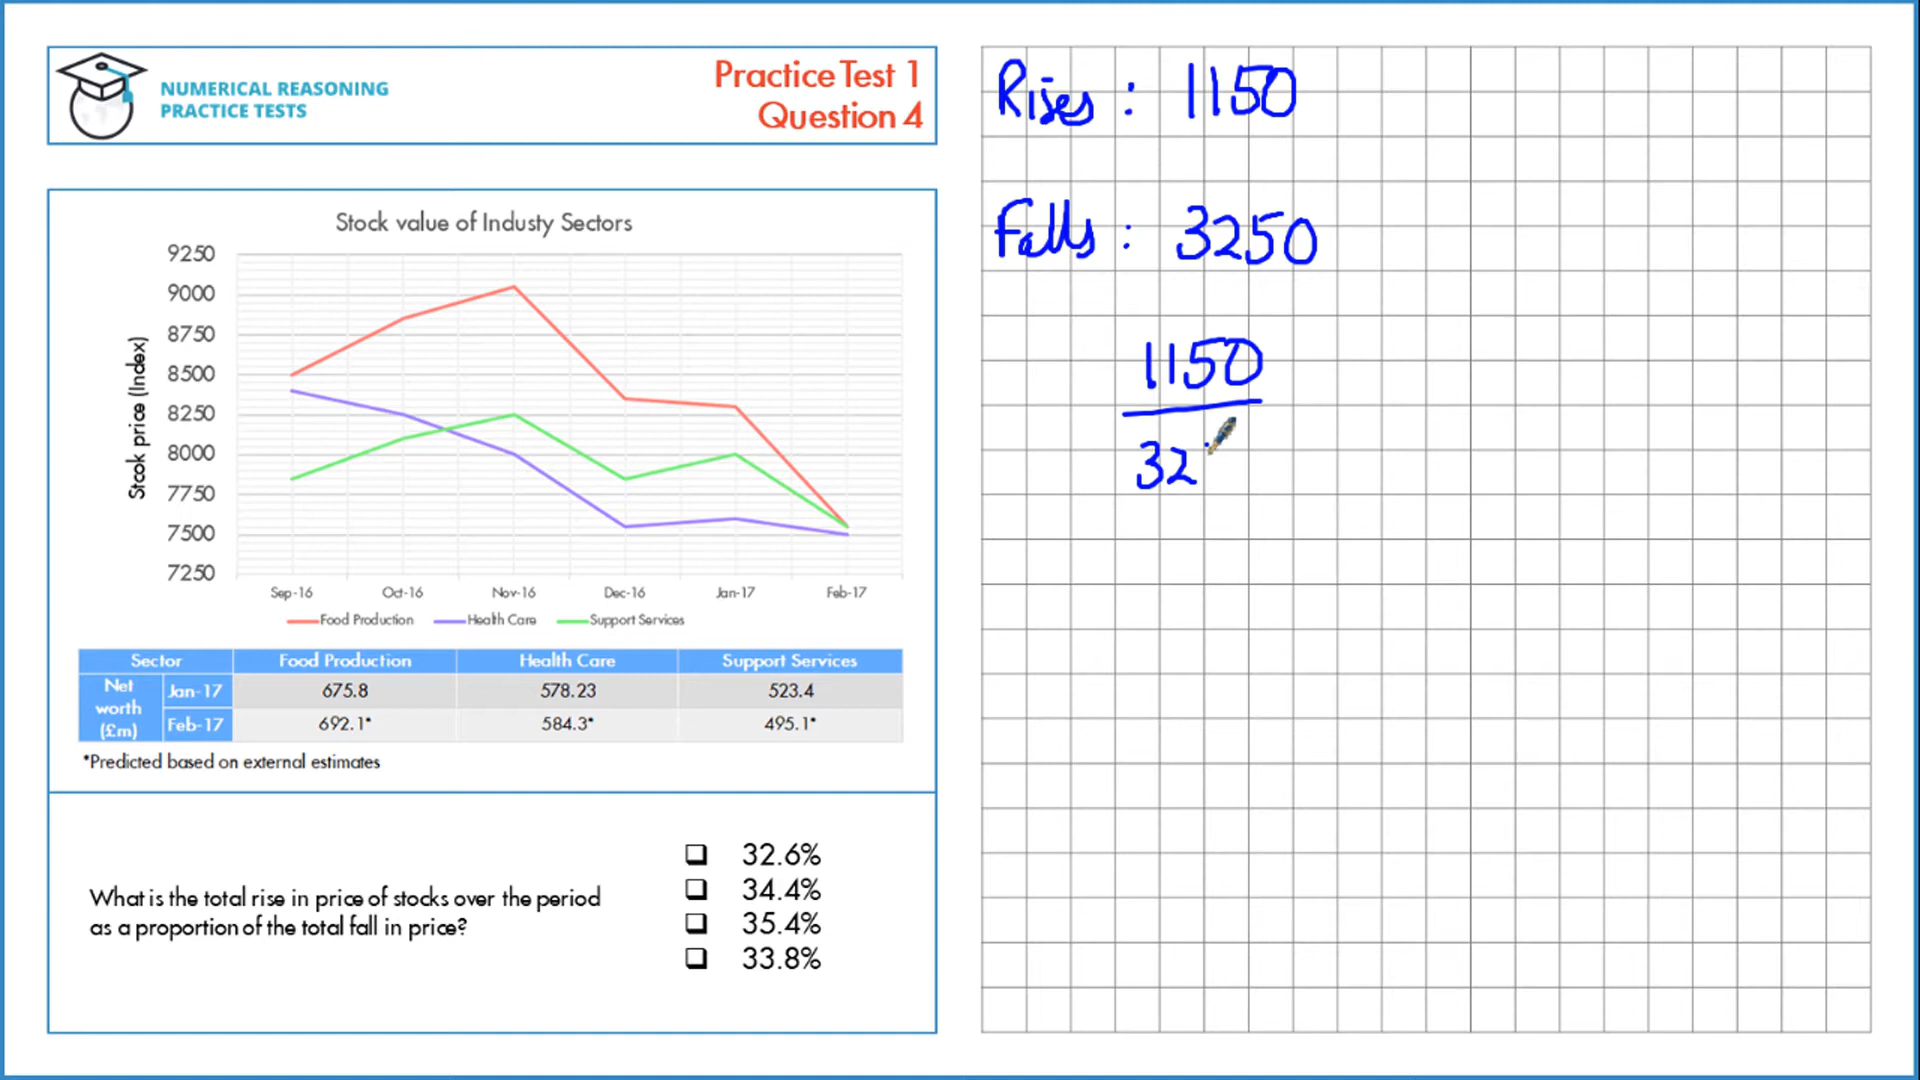 NUMERICAL REASONING
PRACTICE TESTS
Practice Test 1
Question 4
Stock value of Industy Sectors
Stcok price (Index)
9250
9000
8750
8500
8250
8000
7750
7500
7250
Sep-16 Oct-16 Nov-16 Dec-16 Jan-17 Feb-17
Food Production Health Care Support Services
Sector Food Production Health Care Support Services
Net worth (£m)
Jan-17 675.8 578.23 523.4
Feb-17 692.1* 584.3* 495.1*
*Predicted based on external estimates
What is the total rise in price of stocks over the period
as a proportion of the total fall in price?
32.6%
34.4%
35.4%
33.8%
Rises : 1150
Falls : 3250
1150
32